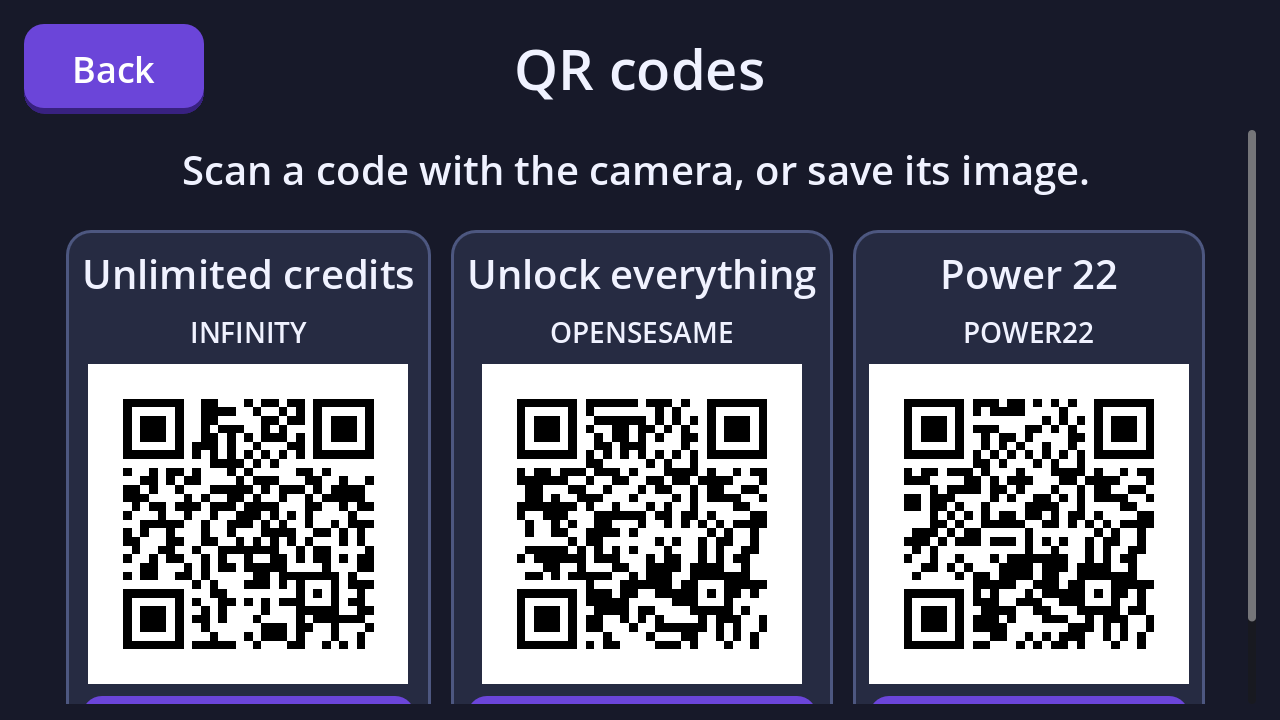 Back
QR codes
Scan a code with the camera, or save its image.
Unlimited credits
INFINITY
Unlock everything
OPENSESAME
Power 22
POWER22